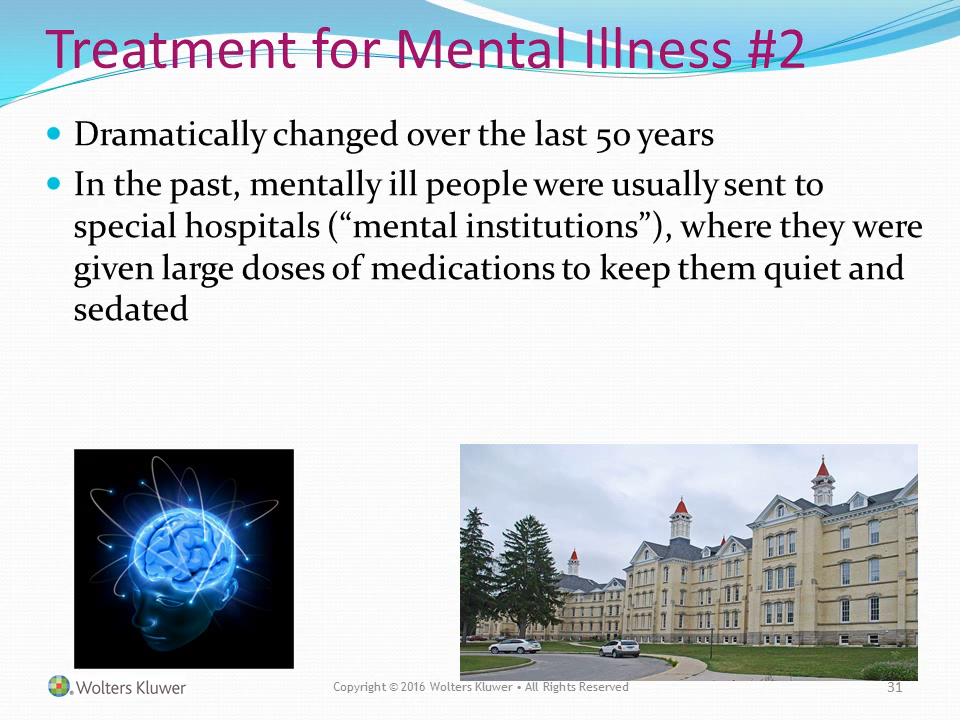 Treatment for Mental Illness #2
Dramatically changed over the last 50 years
In the past, mentally ill people were usually sent to
special hospitals (“mental institutions”), where they were
given large doses of medications to keep them quiet and
sedated
Wolters Kluwer
Copyright © 2016 Wolters Kluwer • All Rights Reserved
31